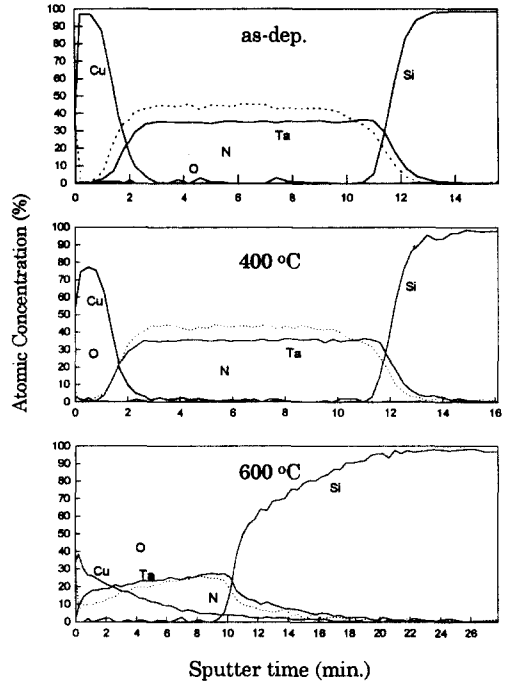 as-dep.
100
90
80
70
60
50
40
30
20
10
0
Cu
Si
Ta
N
O
0 2 4 6 8 10 12 14
400 °C
100
90
80
70
60
50
40
30
20
10
0
Cu
Si
O
Ta
N
0 2 4 6 8 10 12 14 16
600 °C
100
90
80
70
60
50
40
30
20
10
0
Si
O
Cu
Ta
N
0 2 4 6 8 10 12 14 16 18 20 22 24 26
Atomic Concentration (%)
Sputter time (min.)